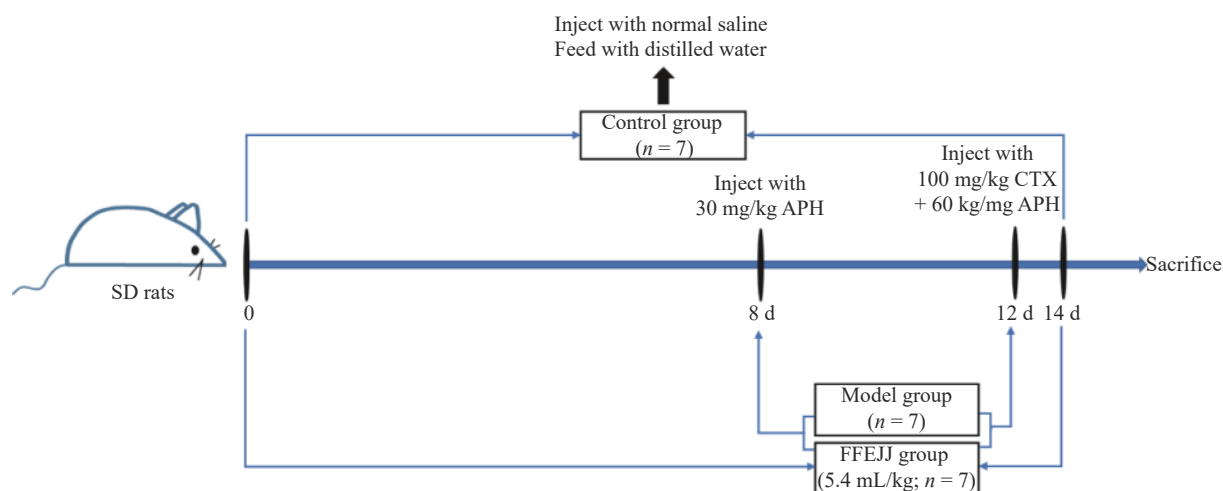 Inject with normal saline
Feed with distilled water
Control group
(n = 7)
Inject with
30 mg/kg APH
Inject with
100 mg/kg CTX
+ 60 kg/mg APH
SD rats
Sacrifice
0
8 d
12 d
14 d
Model group
(n = 7)
FFEJJ group
(5.4 mL/kg; n = 7)